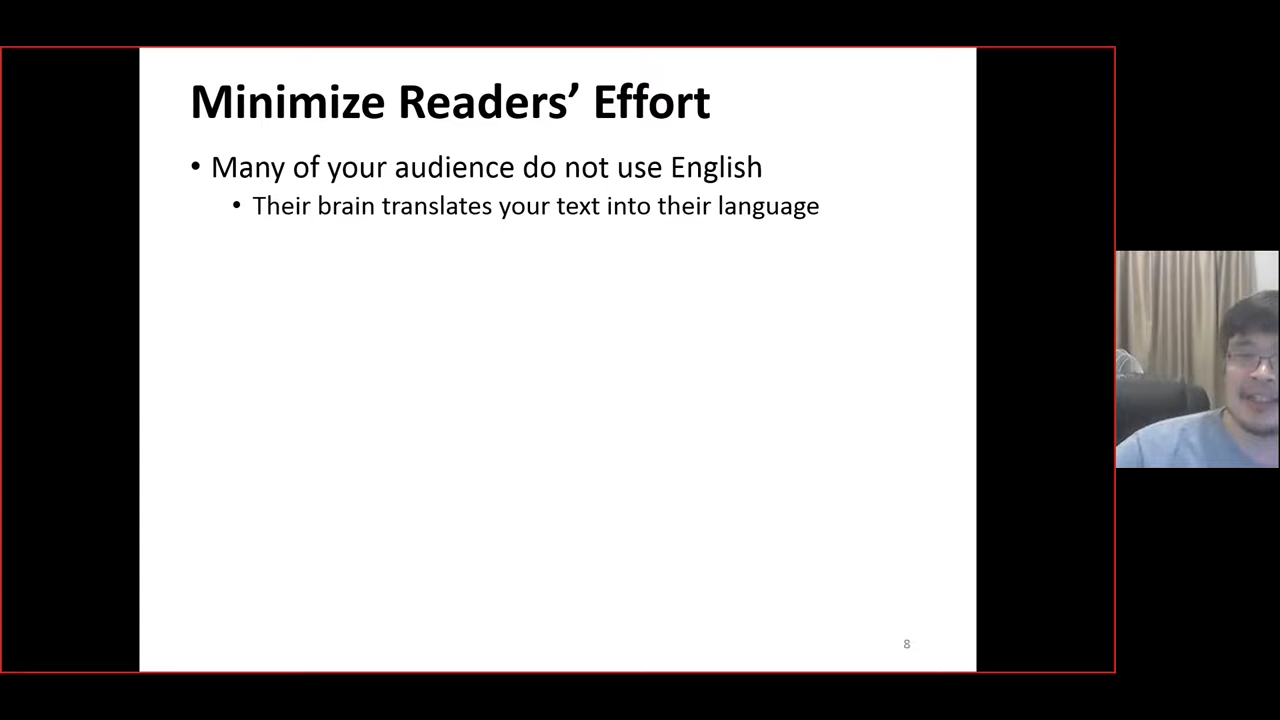 Minimize Readers’ Effort
• Many of your audience do not use English
• Their brain translates your text into their language
8